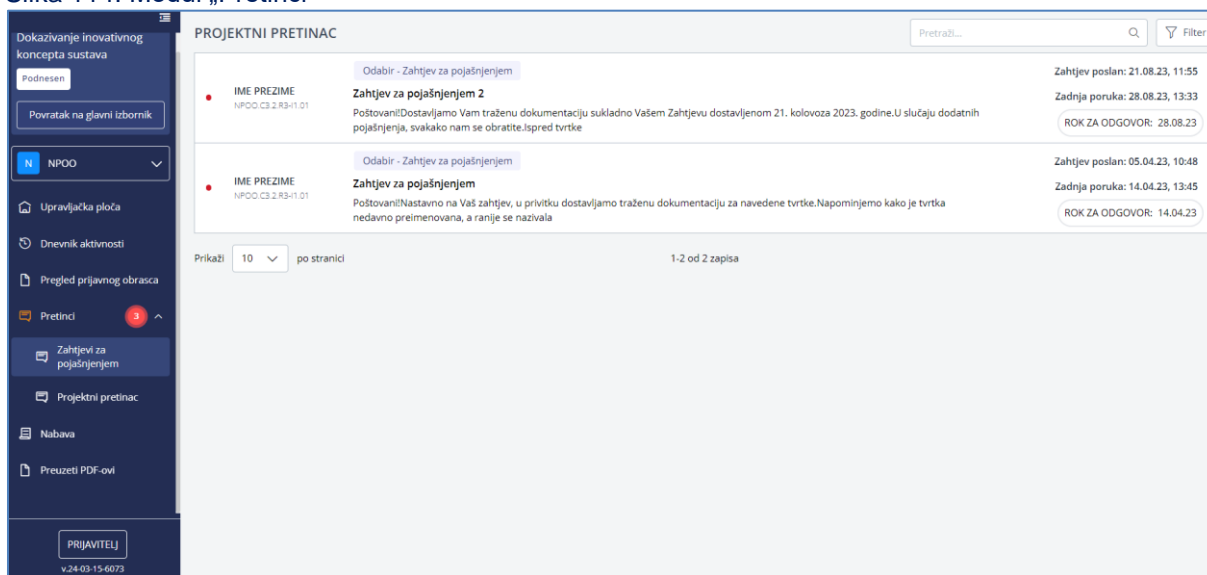 Dokazivanje inovativnog
koncepta sustava
Podnesen
Povratak na glavni izbornik
N NPOO
Upravljačka ploča
Dnevnik aktivnosti
Pregled prijavnog obrasca
Pretinci 3
Zahtjevi za
pojašnjenjem
Projektni pretinac
Nabava
Preuzeti PDF-ovi
PRIJAVITELJ
v.24-03-15-6073
PROJEKTNI PRETINAC
Pretraži...
Filter
Odabir - Zahtjev za pojašnjenjem
IME PREZIME
NPOO.C3.2.R3-I1.01
Zahtjev za pojašnjenjem 2
Poštovani!Dostavljamo Vam traženu dokumentaciju sukladno Vašem Zahtjevu dostavljenom 21. kolovoza 2023. godine.U slučaju dodatnih
pojašnjenja, svakako nam se obratite.Ispred tvrtke
Zahtjev poslan: 21.08.23, 11:55
Zadnja poruka: 28.08.23, 13:33
ROK ZA ODGOVOR: 28.08.23
Odabir - Zahtjev za pojašnjenjem
IME PREZIME
NPOO.C3.2.R3-I1.01
Zahtjev za pojašnjenjem
Poštovani!Nastavno na Vaš zahtjev, u privitku dostavljamo traženu dokumentaciju za navedene tvrtke.Napominjemo kako je tvrtka
nedavno preimenovana, a ranije se nazivala
Zahtjev poslan: 05.04.23, 10:48
Zadnja poruka: 14.04.23, 13:45
ROK ZA ODGOVOR: 14.04.23
Prikaži 10 po stranici
1-2 od 2 zapisa